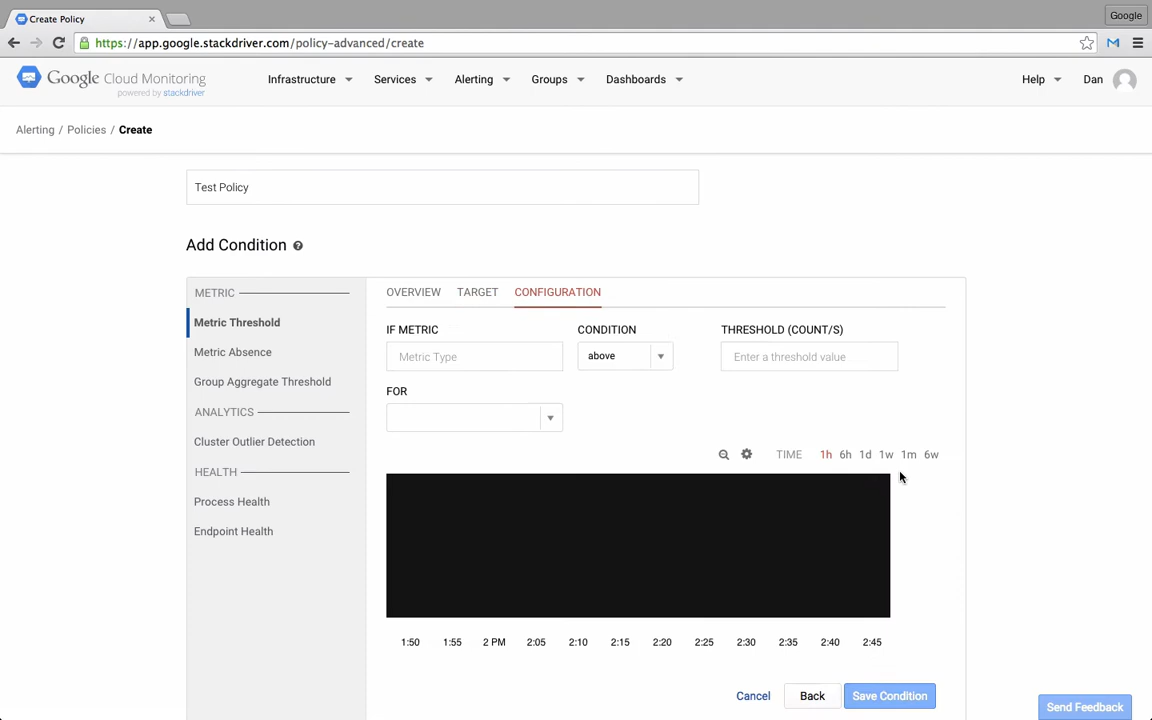 Create Policy
Google
https://app.google.stackdriver.com/policy-advanced/create
Google Cloud Monitoring
powered by stackdriver
Infrastructure Services Alerting Groups Dashboards Help Dan
Alerting / Policies / Create
Test Policy
Add Condition
METRIC
Metric Threshold
Metric Absence
Group Aggregate Threshold
ANALYTICS
Cluster Outlier Detection
HEALTH
Process Health
Endpoint Health
OVERVIEW TARGET CONFIGURATION
IF METRIC CONDITION THRESHOLD (COUNT/S)
Metric Type above Enter a threshold value
FOR
TIME 1h 6h 1d 1w 1m 6w
1:50 1:55 2 PM 2:05 2:10 2:15 2:20 2:25 2:30 2:35 2:40 2:45
Cancel Back Save Condition
Send Feedback